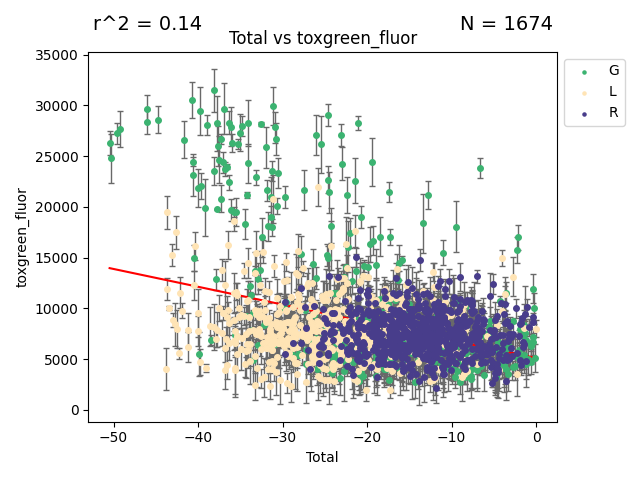 r^2 = 0.14 N = 1674
Total vs toxgreen_fluor
35000
30000
25000
20000
15000
10000
5000
0
toxgreen_fluor
−50 −40 −30 −20 −10 0
Total
G
L
R